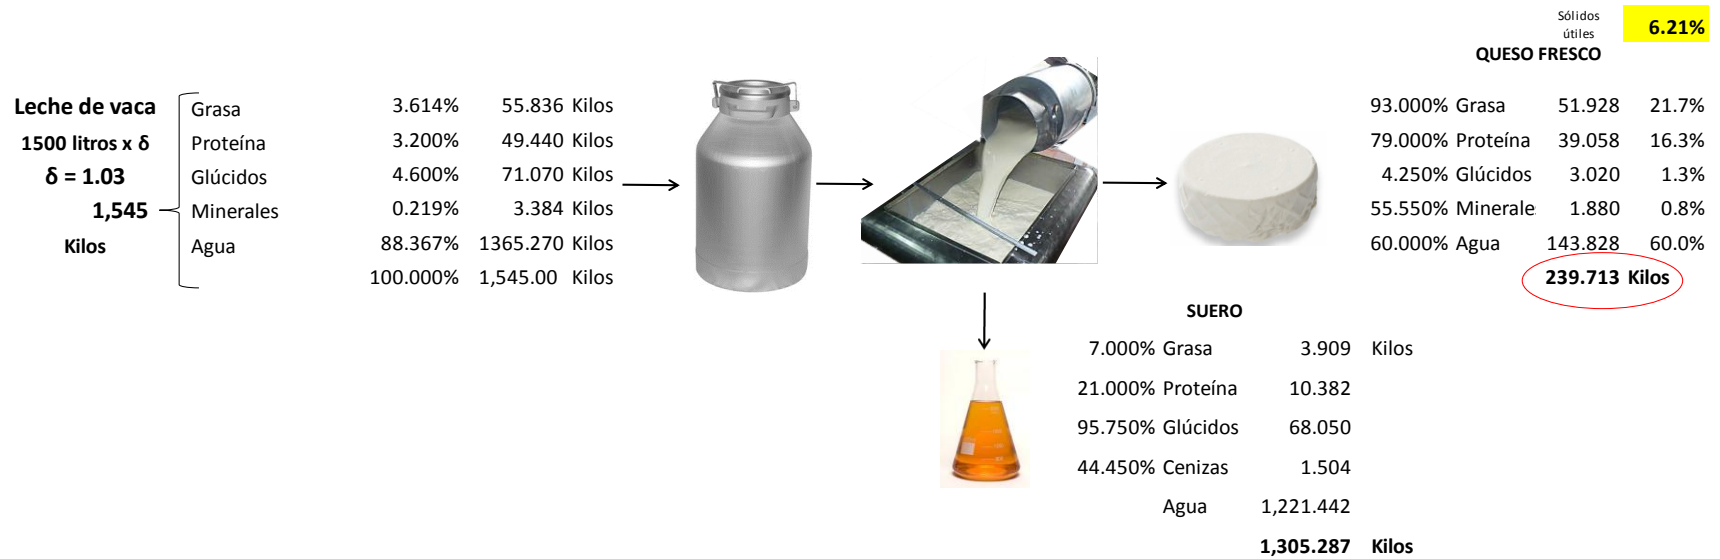 Sólidos
útiles
6.21%
QUESO FRESCO
Leche de vaca
1500 litros x δ
δ = 1.03
1,545
Kilos
Grasa 3.614% 55.836 Kilos
Proteína 3.200% 49.440 Kilos
Glúcidos 4.600% 71.070 Kilos
Minerales 0.219% 3.384 Kilos
Agua 88.367% 1365.270 Kilos
100.000% 1,545.00 Kilos
93.000% Grasa 51.928 21.7%
79.000% Proteína 39.058 16.3%
4.250% Glúcidos 3.020 1.3%
55.550% Minerale 1.880 0.8%
60.000% Agua 143.828 60.0%
239.713 Kilos
SUERO
7.000% Grasa 3.909 Kilos
21.000% Proteína 10.382
95.750% Glúcidos 68.050
44.450% Cenizas 1.504
Agua 1,221.442
1,305.287 Kilos